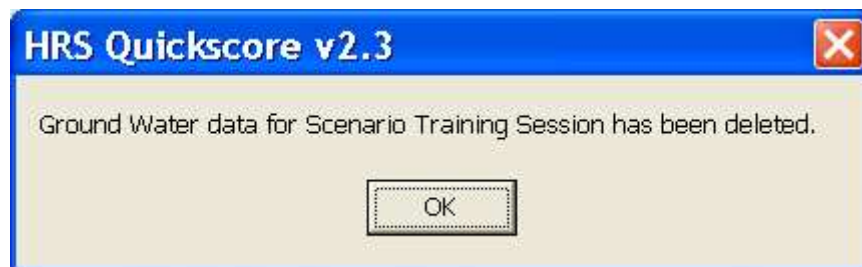 HRS Quickscore v2.3
Ground Water data for Scenario Training Session has been deleted.
OK